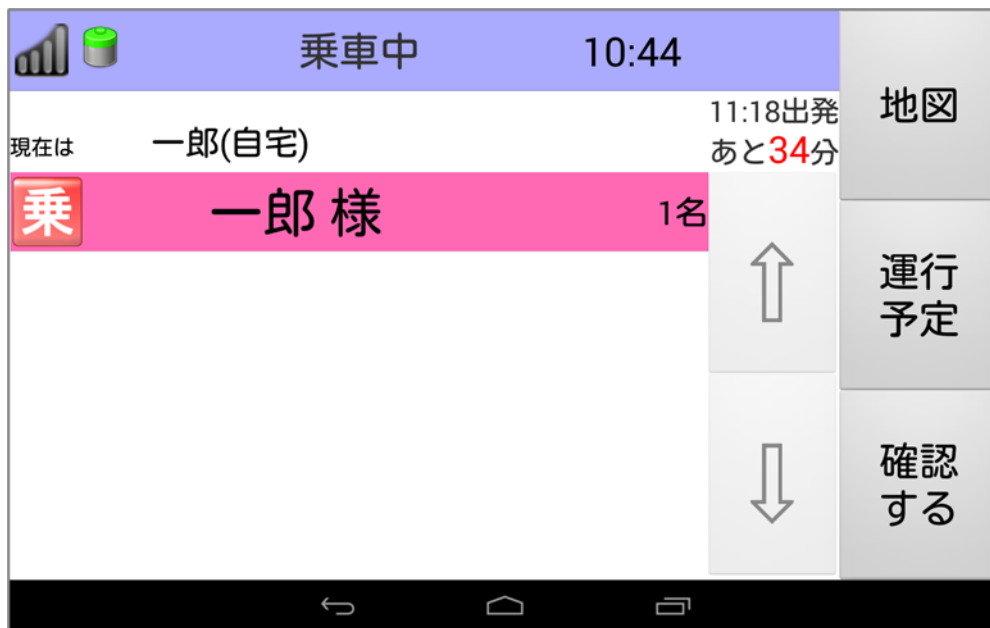 乗車中 10:44
現在は 一郎(自宅)
11:18出発
あと34分
乗 一郎 様 1名
地図
運行
予定
確認
する